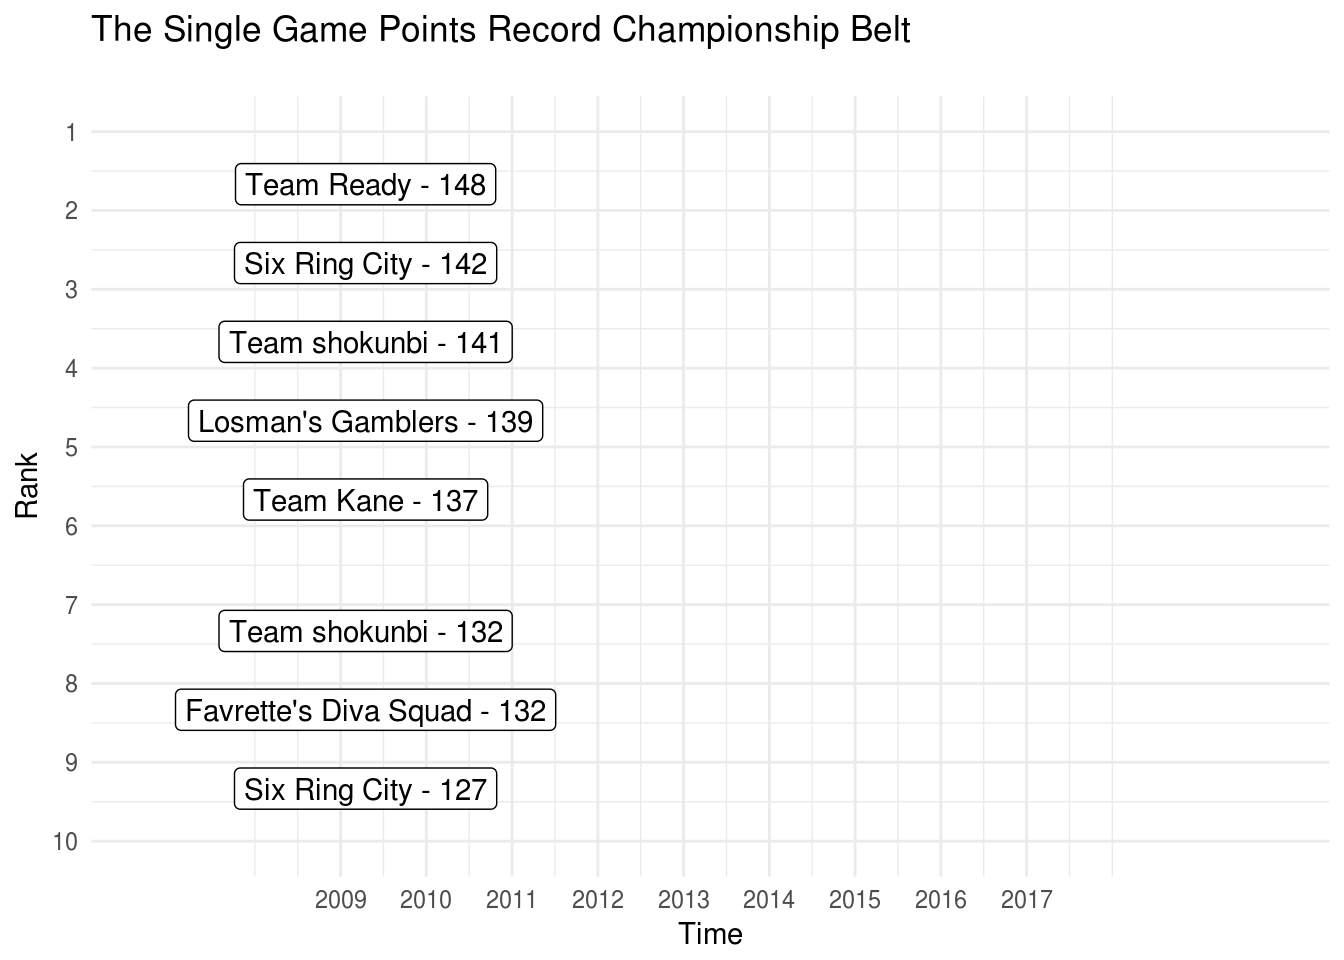 The Single Game Points Record Championship Belt
1
Team Ready - 148
2
Six Ring City - 142
3
Team shokunbi - 141
4
Losman's Gamblers - 139
5
Team Kane - 137
6
7
Team shokunbi - 132
8
Favrette's Diva Squad - 132
9
Six Ring City - 127
10
Rank
2009 2010 2011 2012 2013 2014 2015 2016 2017
Time